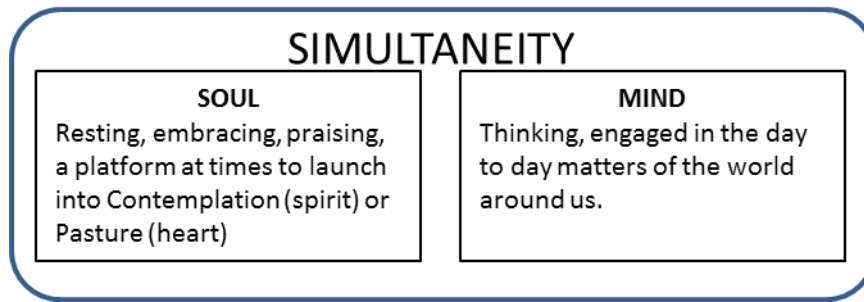 SIMULTANEITY
SOUL
Resting, embracing, praising,
a platform at times to launch
into Contemplation (spirit) or
Pasture (heart)
MIND
Thinking, engaged in the day
to day matters of the world
around us.